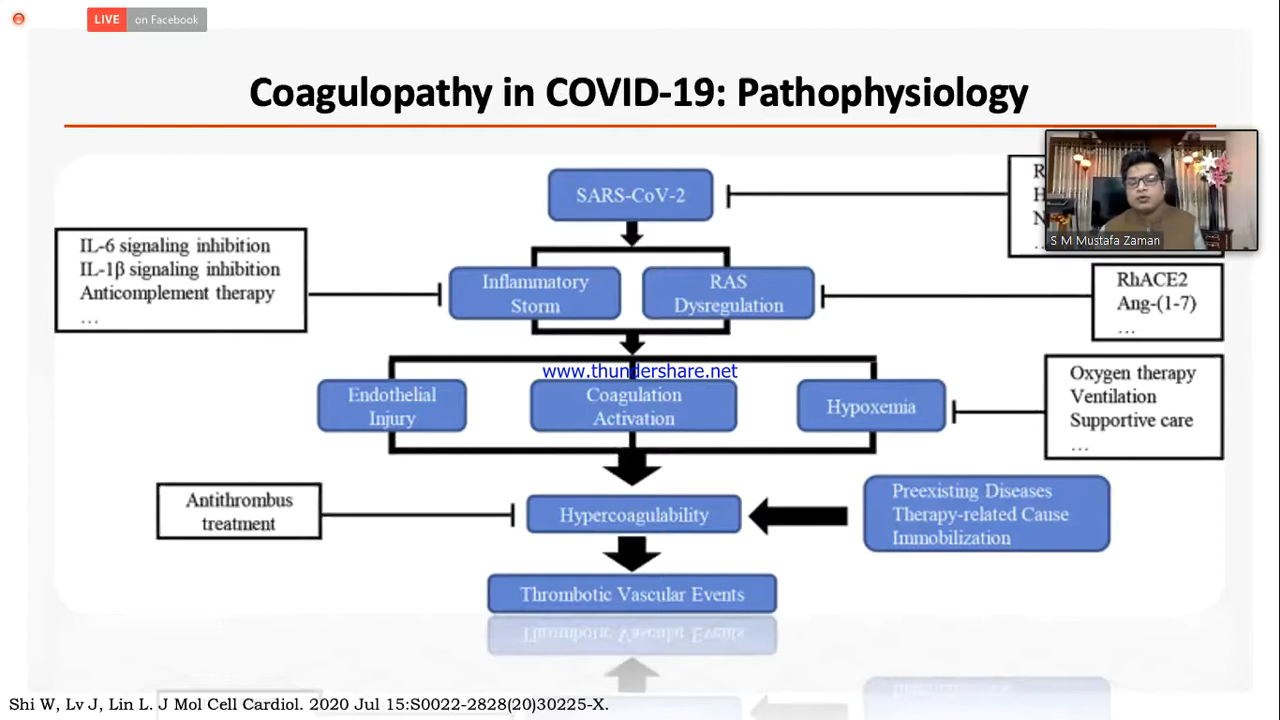 LIVE on Facebook
Coagulopathy in COVID-19: Pathophysiology
SARS-CoV-2
S M Mustafa Zaman
IL-6 signaling inhibition
IL-1β signaling inhibition
Anticomplement therapy
…
Inflammatory
Storm
RAS
Dysregulation
RhACE2
Ang-(1-7)
…
www.thundershare.net
Endothelial
Injury
Coagulation
Activation
Hypoxemia
Oxygen therapy
Ventilation
Supportive care
…
Antithrombus
treatment
Hypercoagulability
Preexisting Diseases
Therapy-related Cause
Immobilization
Thrombotic Vascular Events
Shi W, Lv J, Lin L. J Mol Cell Cardiol. 2020 Jul 15:S0022-2828(20)30225-X.